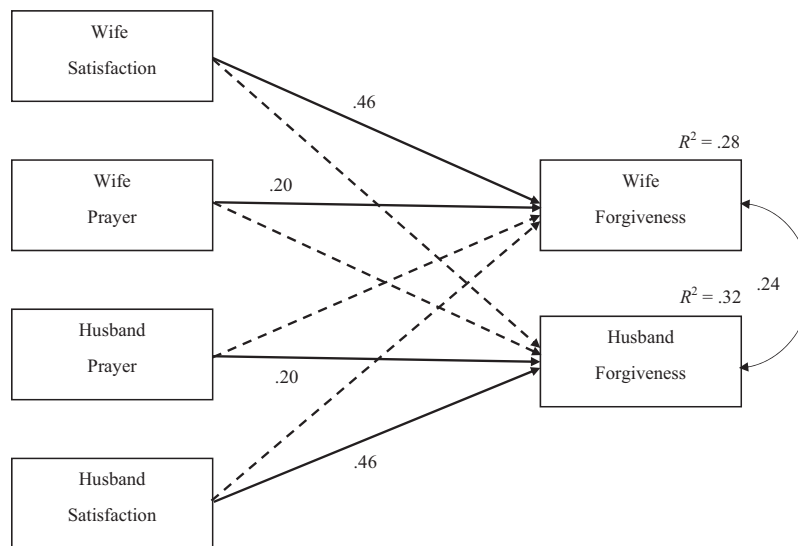 Wife
Satisfaction
.46
R² = .28
Wife
Prayer
.20
Wife
Forgiveness
.24
R² = .32
Husband
Prayer
.20
Husband
Forgiveness
.46
Husband
Satisfaction